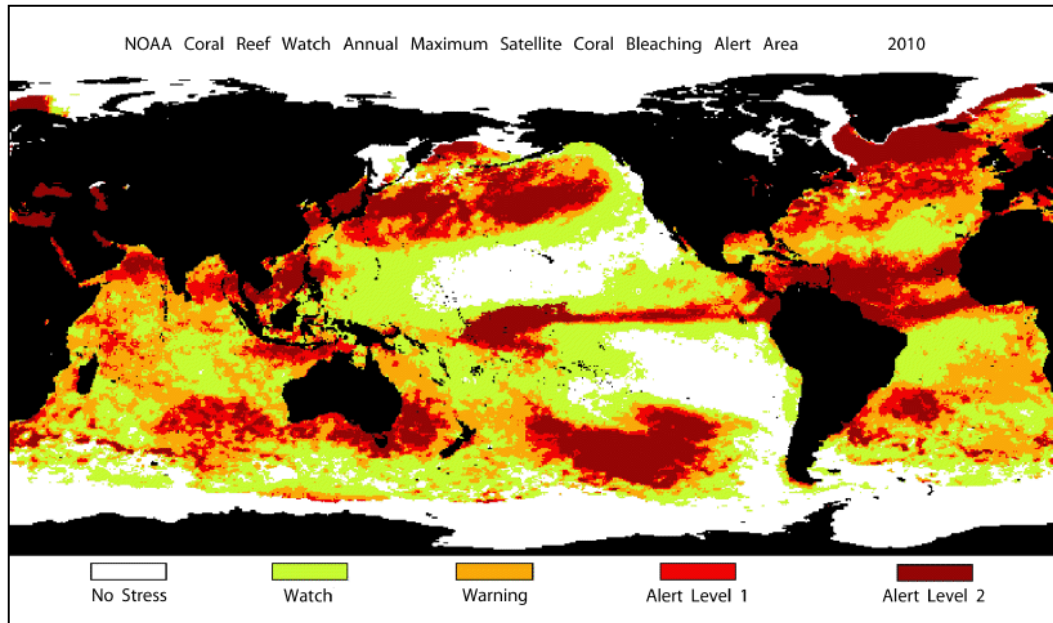 NOAA Coral Reef Watch Annual Maximum Satellite Coral Bleaching Alert Area 2010
No Stress
Watch
Warning
Alert Level 1
Alert Level 2